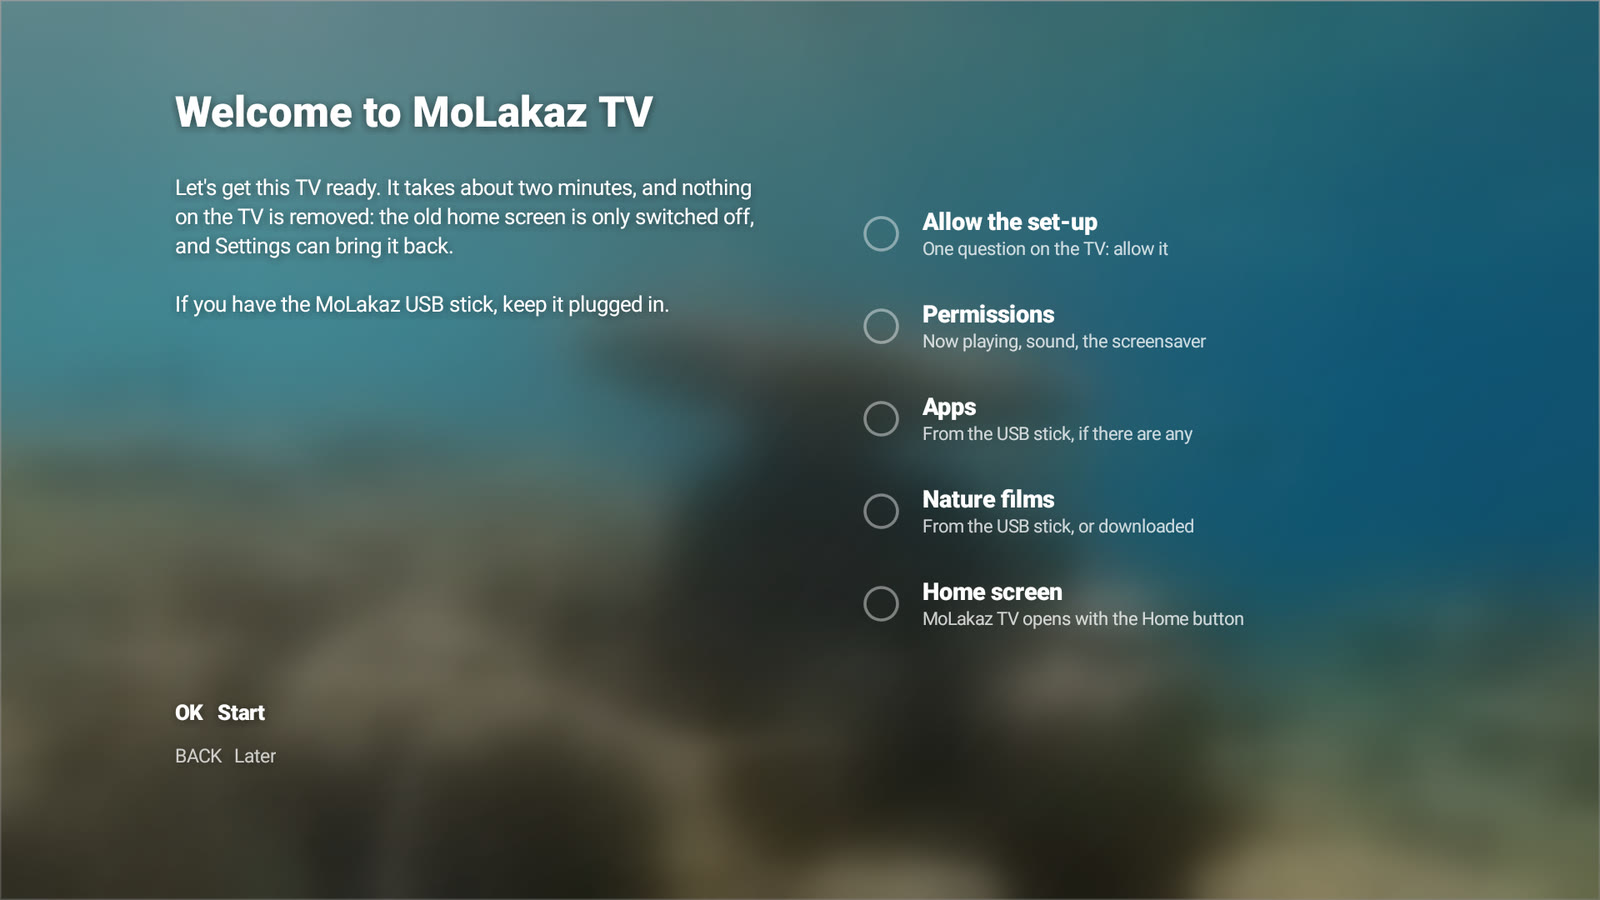 Welcome to MoLakaz TV
Let's get this TV ready. It takes about two minutes, and nothing
on the TV is removed: the old home screen is only switched off,
and Settings can bring it back.
If you have the MoLakaz USB stick, keep it plugged in.
Allow the set-up
One question on the TV: allow it
Permissions
Now playing, sound, the screensaver
Apps
From the USB stick, if there are any
Nature films
From the USB stick, or downloaded
Home screen
MoLakaz TV opens with the Home button
OK Start
BACK Later